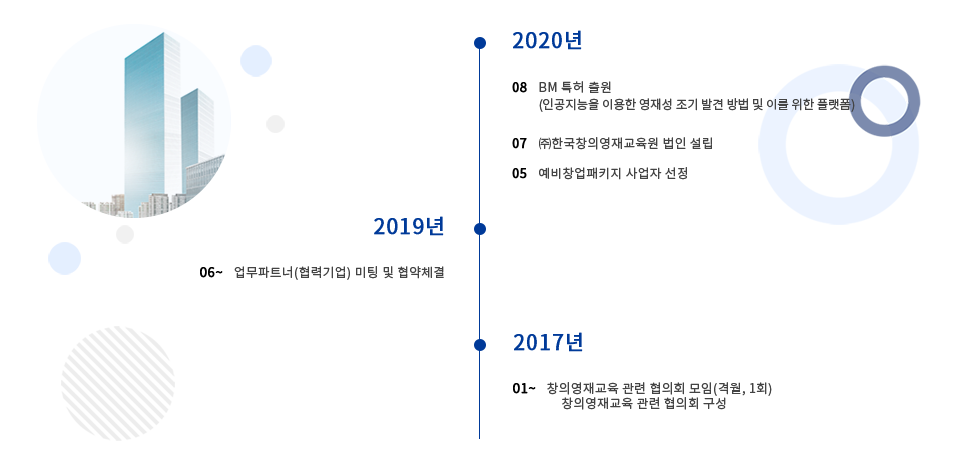 2020년
08 BM 특허 출원
(인공지능을 이용한 영재성 조기 발견 방법 및 이를 위한 플랫폼)
07 ㈜한국창의영재교육원 법인 설립
05 예비창업패키지 사업자 선정
2019년
06~ 업무파트너(협력기업) 미팅 및 협약체결
2017년
01~ 창의영재교육 관련 협의회 모임(격월, 1회)
창의영재교육 관련 협의회 구성